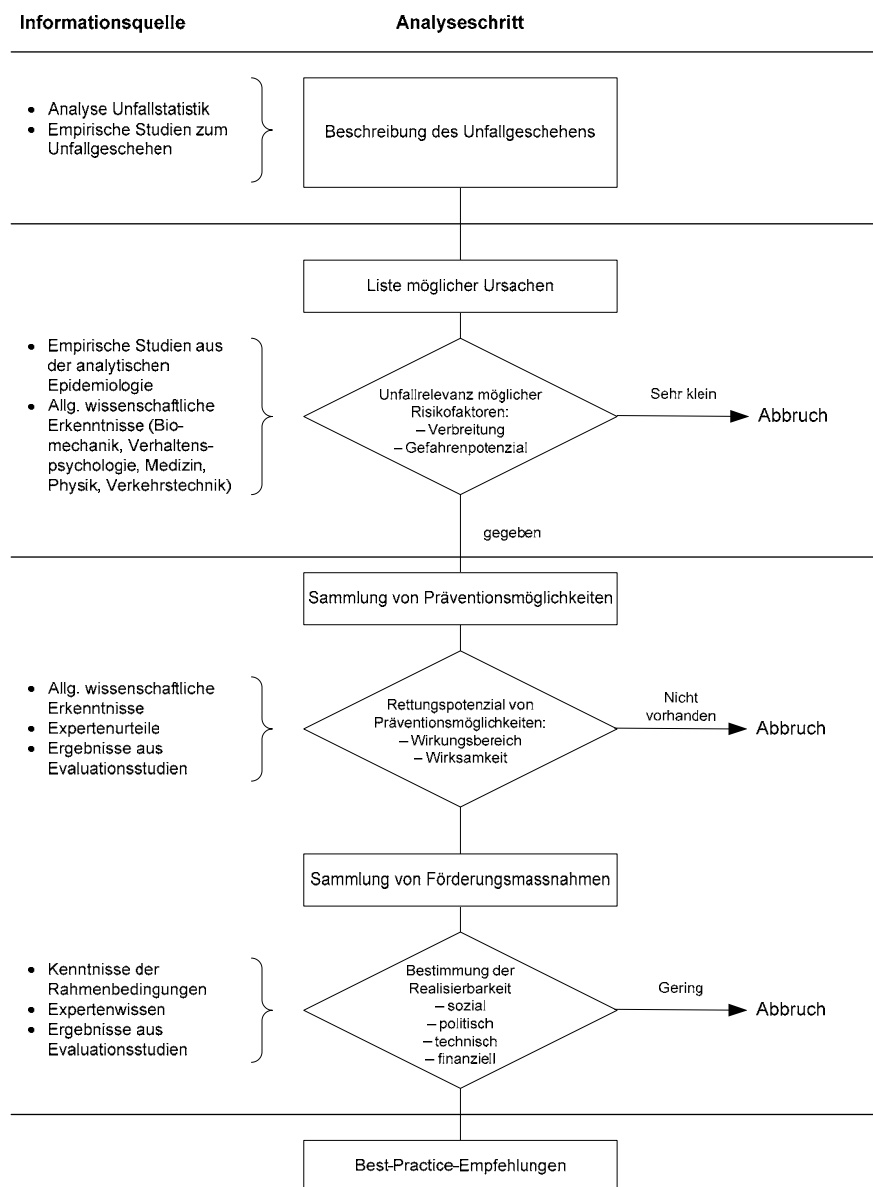 Informationsquelle
Analyseschritt
• Analyse Unfallstatistik
• Empirische Studien zum
Unfallgeschehen
Beschreibung des Unfallgeschehens
Liste möglicher Ursachen
• Empirische Studien aus
der analytischen
Epidemiologie
• Allg. wissenschaftliche
Erkenntnisse (Bio-
mechanik, Verhaltens-
psychologie, Medizin,
Physik, Verkehrstechnik)
Unfallrelevanz möglicher
Risikofaktoren:
– Verbreitung
– Gefahrenpotenzial
Sehr klein
Abbruch
gegeben
Sammlung von Präventionsmöglichkeiten
• Allg. wissenschaftliche
Erkenntnisse
• Expertenurteile
• Ergebnisse aus
Evaluationsstudien
Rettungspotenzial von
Präventionsmöglichkeiten:
– Wirkungsbereich
– Wirksamkeit
Nicht
vorhanden
Abbruch
Sammlung von Förderungsmassnahmen
• Kenntnisse der
Rahmenbedingungen
• Expertenwissen
• Ergebnisse aus
Evaluationsstudien
Bestimmung der
Realisierbarkeit
– sozial
– politisch
– technisch
– finanziell
Gering
Abbruch
Best-Practice-Empfehlungen